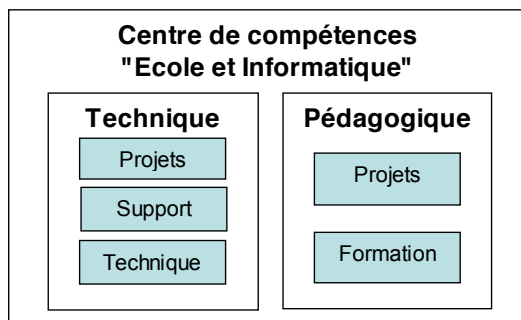 Centre de compétences
"Ecole et Informatique"
Technique
Projets
Support
Technique
Pédagogique
Projets
Formation